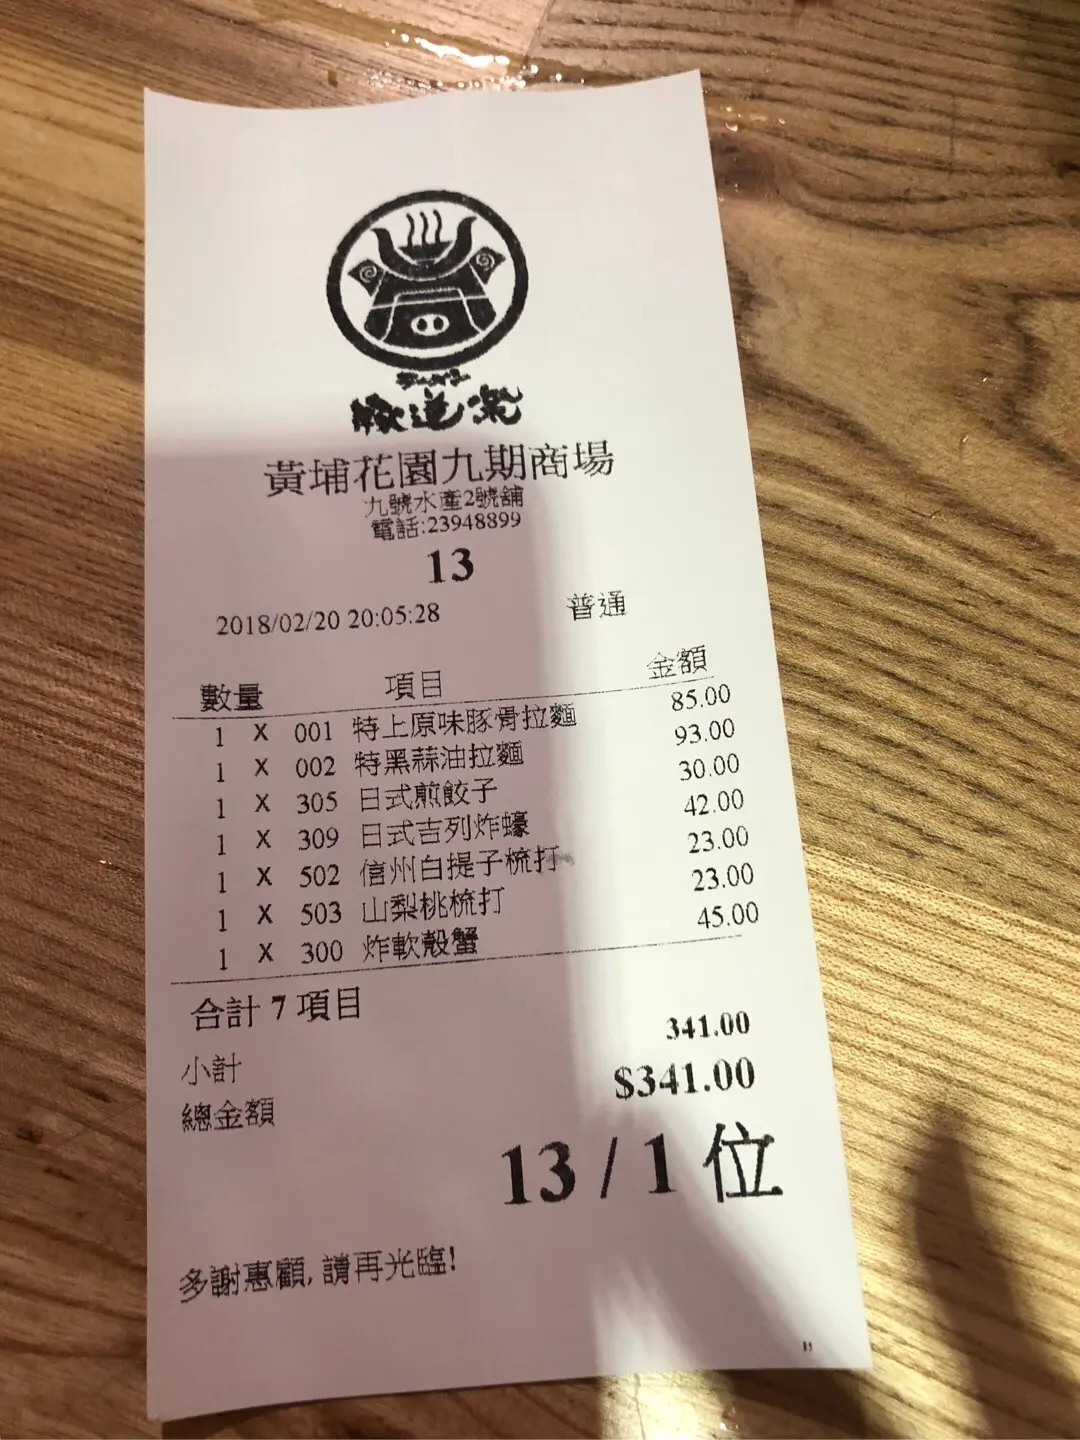 ラーメン
豚道楽
黃埔花園九期商場
九號水產2號舖
電話:23948899
13
2018/02/20 20:05:28 普通
數量 項目 金額
1 X 001 特上原味豚骨拉麵 85.00
1 X 002 特黑蒜油拉麵 93.00
1 X 305 日式煎餃子 30.00
1 X 309 日式吉列炸蠔 42.00
1 X 502 信州白提子梳打 23.00
1 X 503 山梨桃梳打 23.00
1 X 300 炸軟殼蟹 45.00
合計 7 項目
小計 341.00
總金額 $341.00
13 / 1 位
多謝惠顧, 請再光臨!